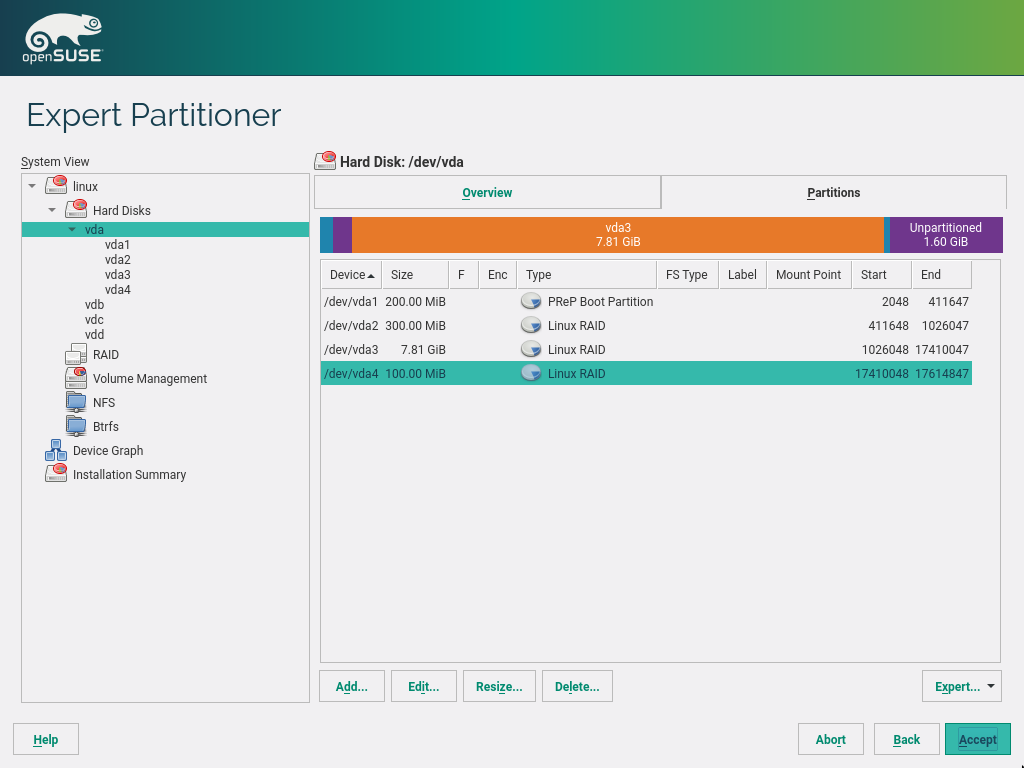 openSUSE
Expert Partitioner
System View
linux
Hard Disks
vda
vda1
vda2
vda3
vda4
vdb
vdc
vdd
RAID
Volume Management
NFS
Btrfs
Device Graph
Installation Summary
Hard Disk: /dev/vda
Overview Partitions
vda3 Unpartitioned
7.81 GiB 1.60 GiB
Device Size F Enc Type FS Type Label Mount Point Start End
/dev/vda1 200.00 MiB PReP Boot Partition 2048 411647
/dev/vda2 300.00 MiB Linux RAID 411648 1026047
/dev/vda3 7.81 GiB Linux RAID 1026048 17410047
/dev/vda4 100.00 MiB Linux RAID 17410048 17614847
Add... Edit... Resize... Delete... Expert...
Help Abort Back Accept